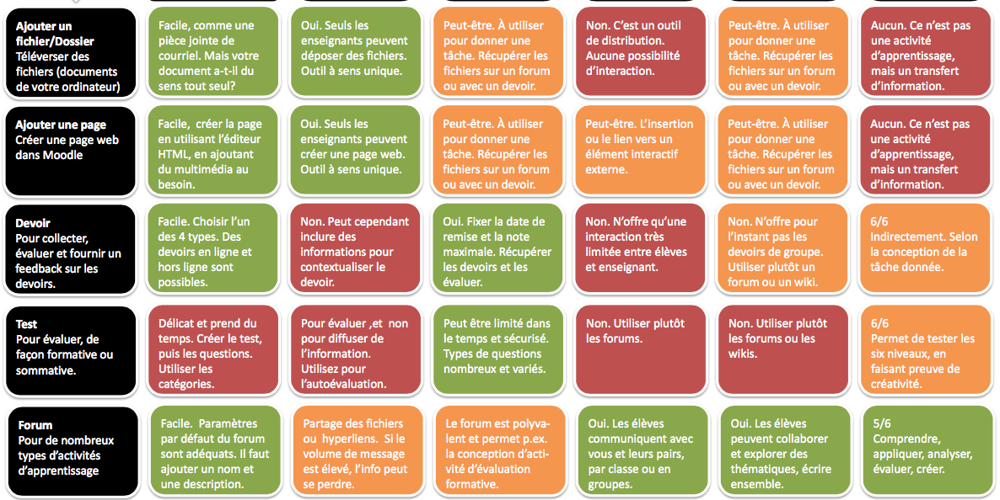 Ajouter un
fichier/Dossier
Téléverser des
fichiers (documents
de votre ordinateur)
Facile, comme une
pièce jointe de
courriel. Mais votre
document a-t-il du
sens tout seul?
Oui. Seuls les
enseignants peuvent
déposer des fichiers.
Outil à sens unique.
Peut-être. À utiliser
pour donner une
tâche. Récupérer les
fichiers sur un forum
ou avec un devoir.
Non. C'est un outil
de distribution.
Aucune possibilité
d'interaction.
Peut-être. À utiliser
pour donner une
tâche. Récupérer les
fichiers sur un forum
ou avec un devoir.
Aucun. Ce n'est pas
une activité
d'apprentissage,
mais un transfert
d'information.
Ajouter une page
Créer une page web
dans Moodle
Facile, créer la page
en utilisant l'éditeur
HTML, en ajoutant
du multimédia au
besoin.
Oui. Seuls les
enseignants peuvent
créer une page web.
Outil à sens unique.
Peut-être. À utiliser
pour donner une
tâche. Récupérer les
fichiers sur un forum
ou avec un devoir.
Peut-être. L'insertion
ou le lien vers un
élément interactif
externe.
Peut-être. À utiliser
pour donner une
tâche. Récupérer les
fichiers sur un forum
ou avec un devoir.
Aucun. Ce n'est pas
une activité
d'apprentissage,
mais un transfert
d'information.
Devoir
Pour collecter,
évaluer et fournir un
feedback sur les
devoirs.
Facile. Choisir l'un
des 4 types. Des
devoirs en ligne et
hors ligne sont
possibles.
Non. Peut cependant
inclure des
informations pour
contextualiser le
devoir.
Oui. Fixer la date de
remise et la note
maximale. Récupérer
les devoirs et les
évaluer.
Non. N'offre qu'une
interaction très
limitée entre élèves
et enseignant.
Non. N'offre pour
l'instant pas les
devoirs de groupe.
Utiliser plutôt un
forum ou un wiki.
6/6
Indirectement. Selon
la conception de la
tâche donnée.
Test
Pour évaluer, de
façon formative ou
sommative.
Délicat et prend du
temps. Créer le test,
puis les questions.
Utiliser les
catégories.
Pour évaluer ,et non
pour diffuser de
l'information.
Utilisez pour
l'autoévaluation.
Peut être limité dans
le temps et sécurisé.
Types de questions
nombreux et variés.
Non. Utiliser plutôt
les forums.
Non. Utiliser plutôt
les forums ou les
wikis.
6/6
Permet de tester les
six niveaux, en
faisant preuve de
créativité.
Forum
Pour de nombreux
types d'activités
d'apprentissage
Facile. Paramètres
par défaut du forum
sont adéquats. Il faut
ajouter un nom et
une description.
Partage des fichiers
ou hyperliens. Si le
volume de message
est élevé, l'info peut
se perdre.
Le forum est polyva-
lent et permet p.ex.
la conception d'acti-
vité d'évaluation
formative.
Oui. Les élèves
communiquent avec
vous et leurs pairs,
par classe ou en
groupes.
Oui. Les élèves
peuvent collaborer
et explorer des
thématiques, écrire
ensemble.
5/6
Comprendre,
appliquer, analyser,
évaluer, créer.